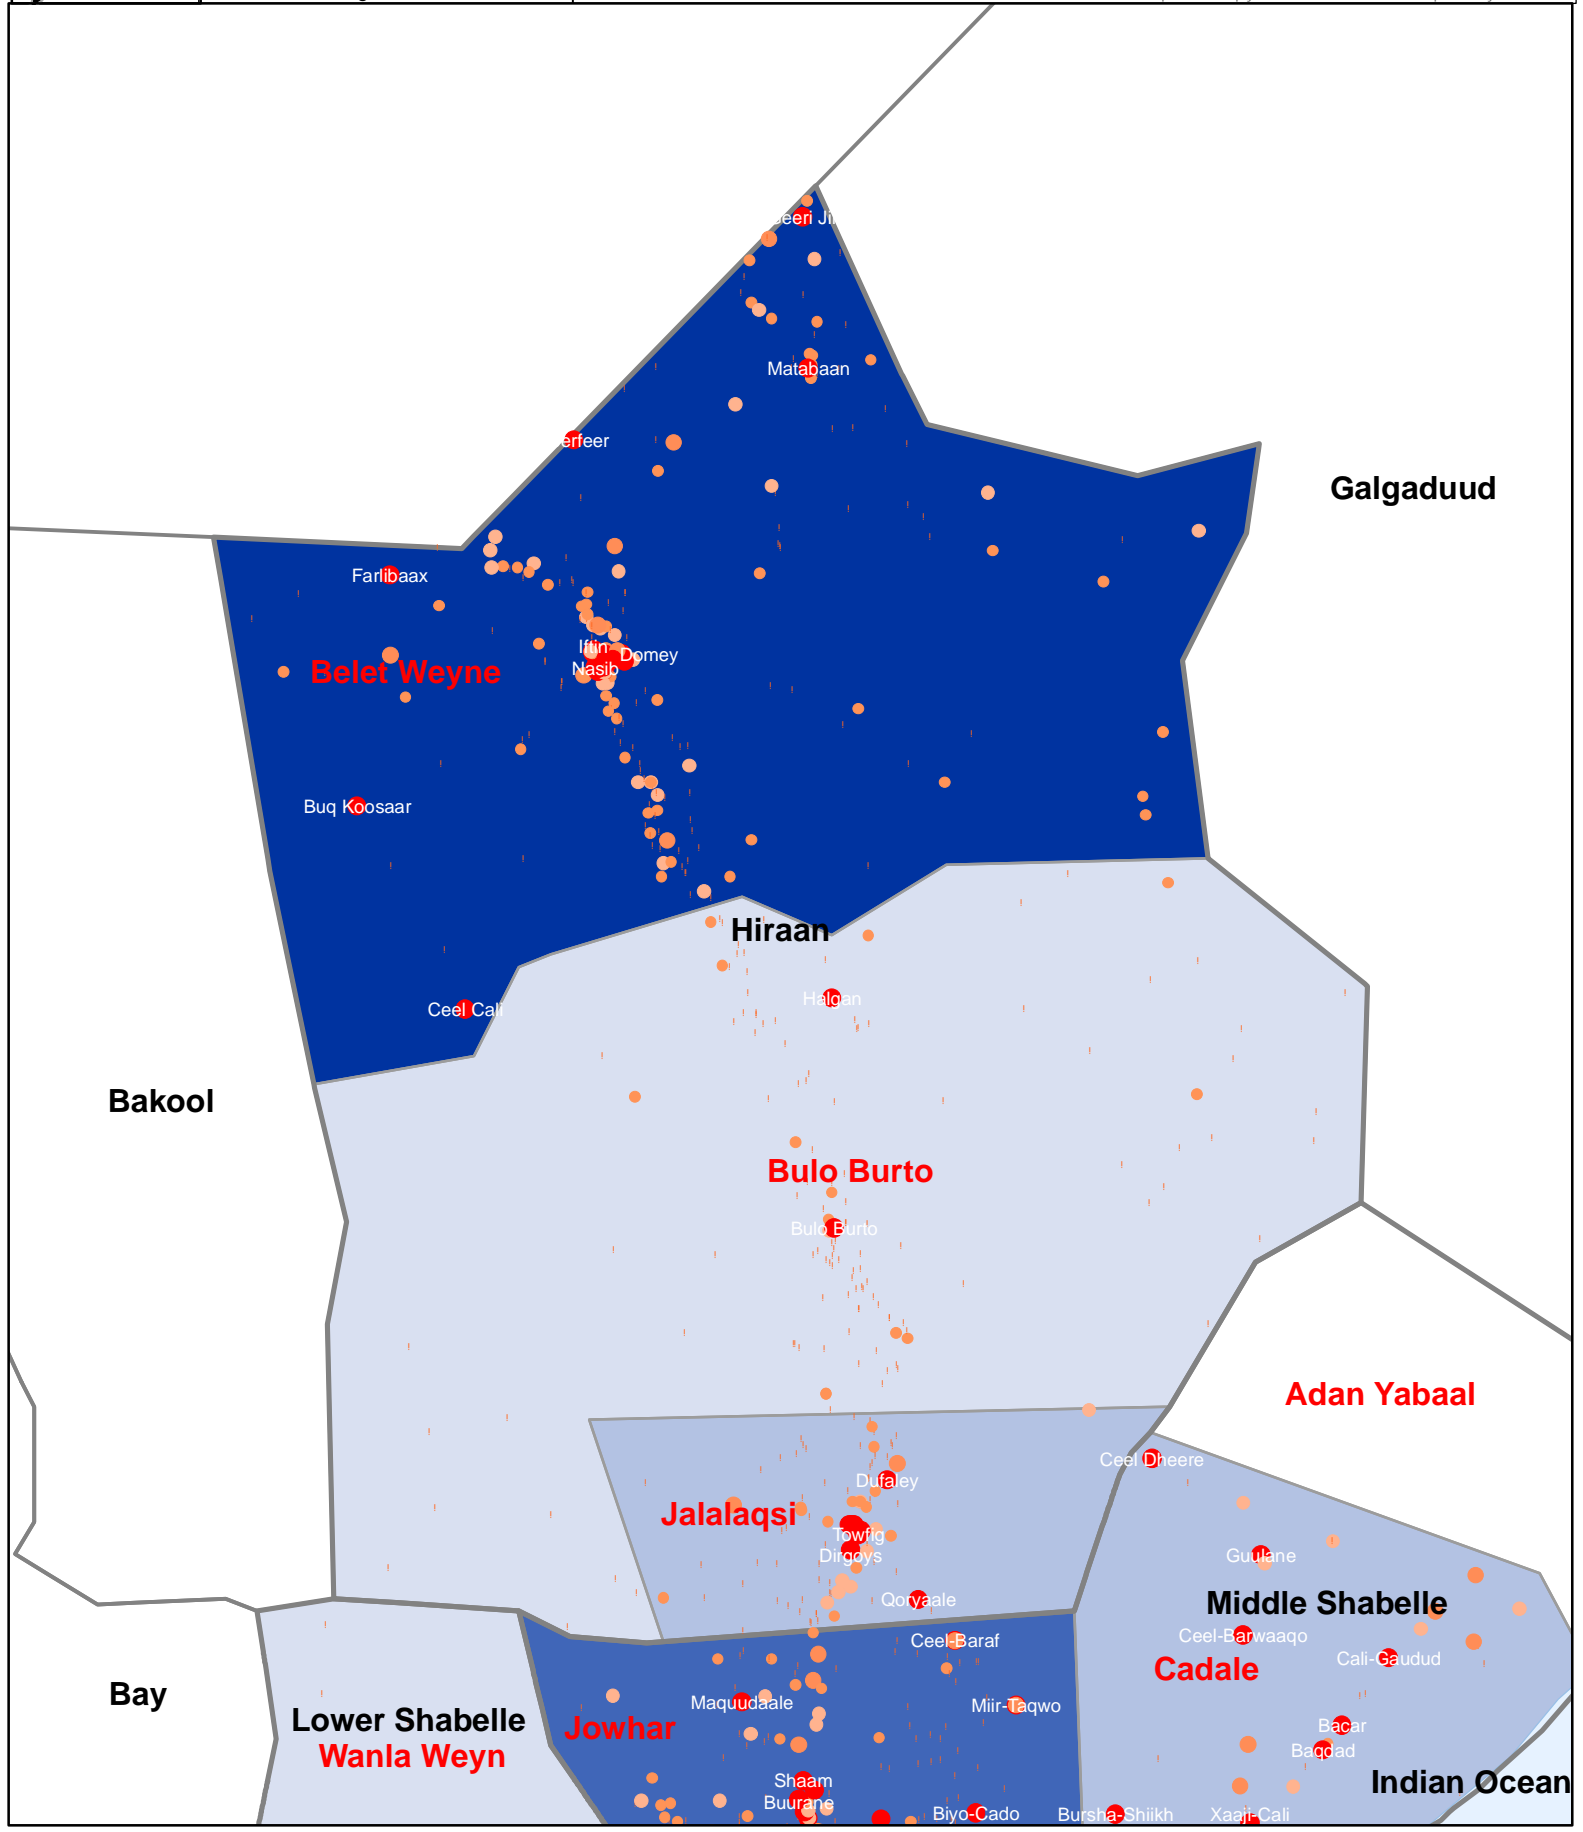 Matabaan
Galgaduud
Farlibaax
Iftin
Domey
Nasib
Belet Weyne
Buq Koosaar
Hiraan
Halgan
Ceel Cali
Bakool
Bulo Burto
Bulo Burto
Adan Yabaal
Ceel Dheere
Dufaley
Jalalaqsi
Towfig
Dirgoys
Guulane
Qoryaale
Middle Shabelle
Ceel-Barwaaqo
Ceel-Baraf
Cali-Gaudud
Cadale
Bay
Maquudaale
Miir-Taqwo
Lower Shabelle
Jowhar
Bacar
Wanla Weyn
Baqdad
Shaam
Indian Ocean
Buurane
Biyo-Cado
Bursha-Shiikh
Xaaji-Cali